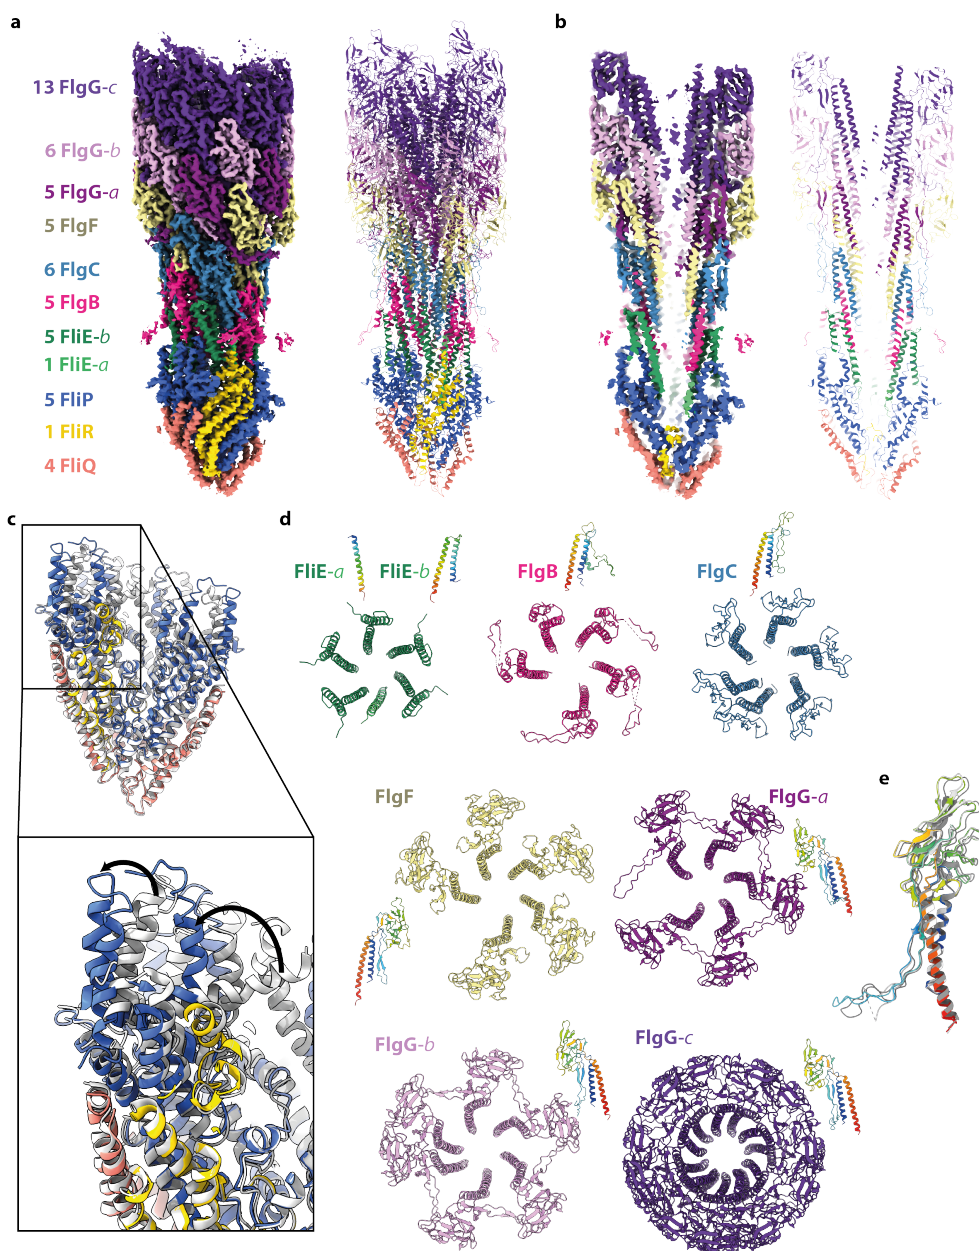 a
b
13 FlgG-c
6 FlgG-b
5 FlgG-a
5 FlgF
6 FlgC
5 FlgB
5 FliE-b
1 FliE-a
5 FliP
1 FliR
4 FliQ
c
d
FliE-a
FliE-b
FlgB
FlgC
FlgF
FlgG-a
e
FlgG-b
FlgG-c